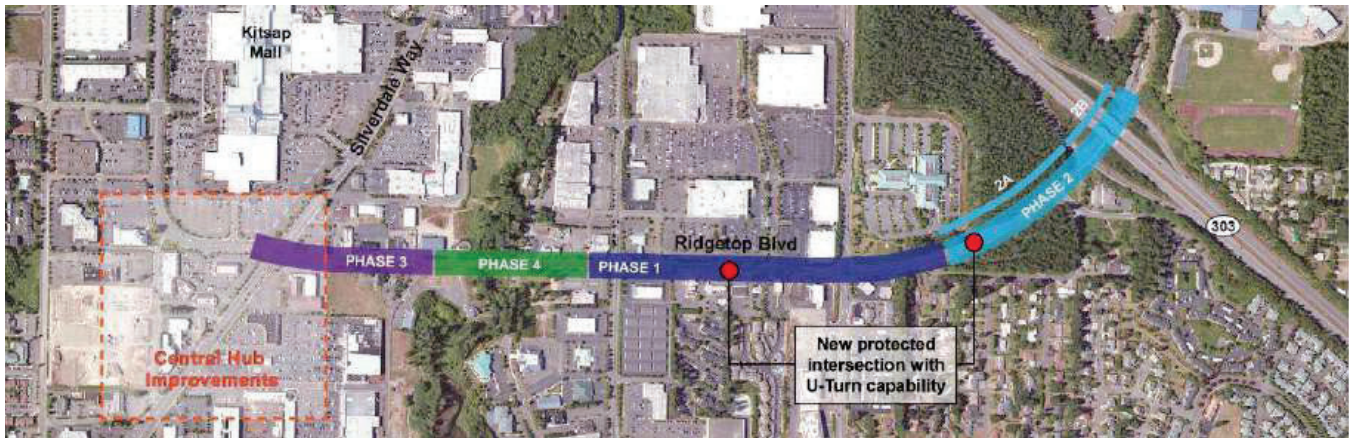 Kitsap
Mall
Silverdale Way
2B
2A
PHASE 2
303
Ridgetop Blvd
PHASE 3
PHASE 4
PHASE 1
New protected
intersection with
U-Turn capability
Central Hub
Improvements